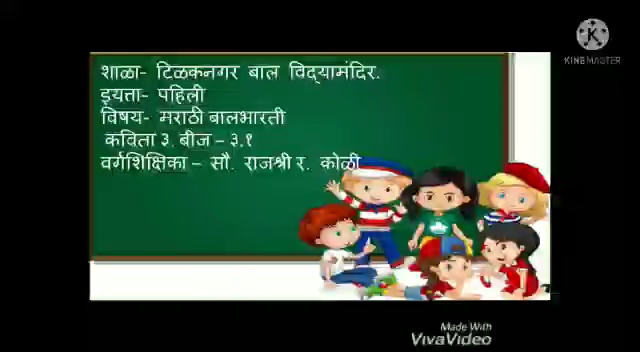 शाळा- टिळकनगर बाल विद्यामंदिर.
इयत्ता- पहिली
विषय- मराठी बालभारती
कविता ३. बीज – ३.१
वर्गशिक्षिका – सौ. राजश्री र. कोळी
KINEMASTER
Made With
VivaVideo